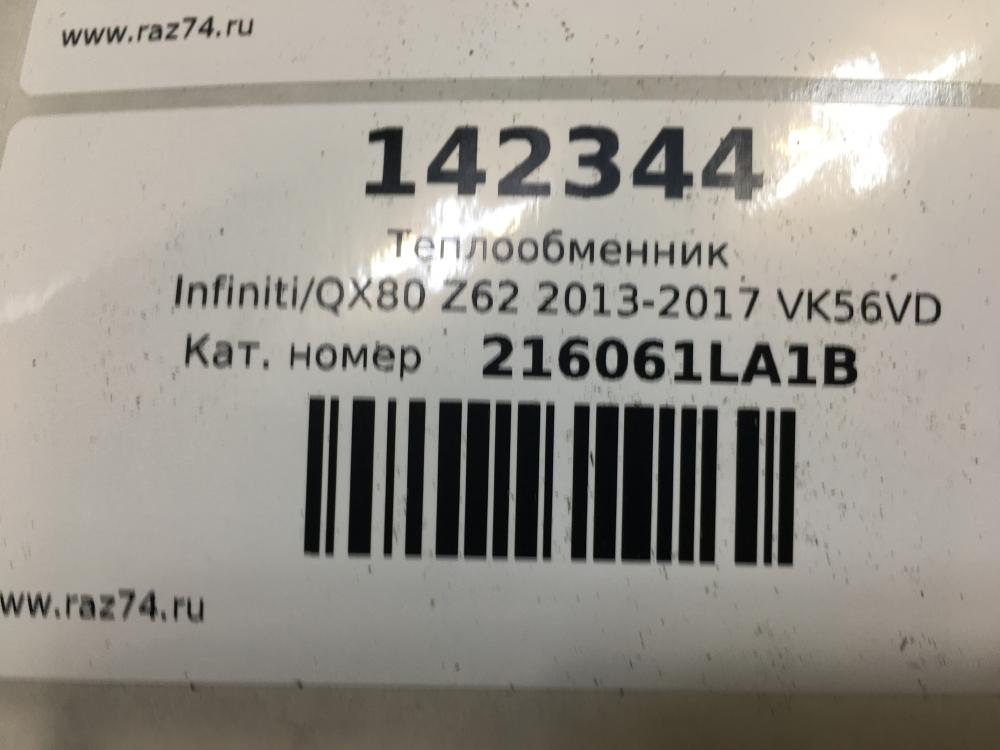 www.raz74.ru
142344
Теплообменник
Infiniti/QX80 Z62 2013-2017 VK56VD
Кат. номер 216061LA1B
ww.raz74.ru